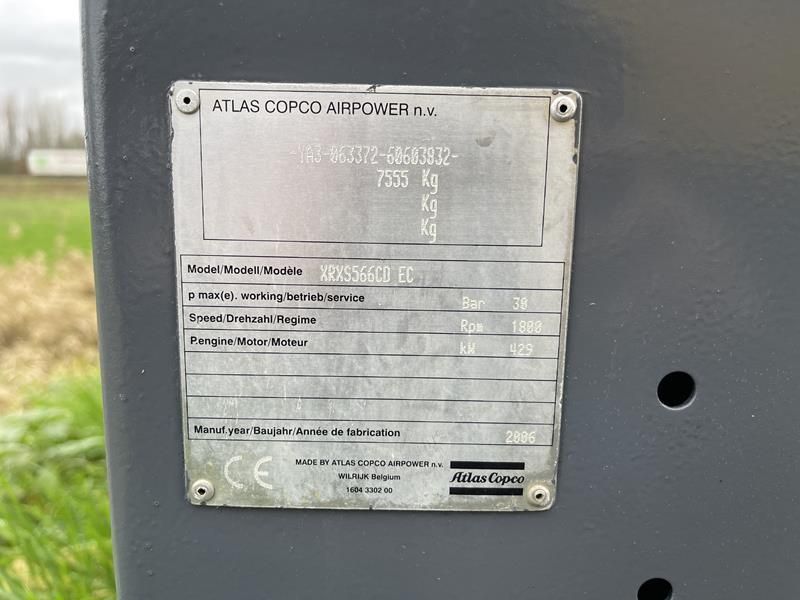 ATLAS COPCO AIRPOWER n.v.
-YA3-063372-60603832-
7555 Kg
Kg
Kg
Model/Modell/Modèle XRXS566CD EC
p max(e). working/betrieb/service Bar 30
Speed/Drehzahl/Regime Rpm 1800
P.engine/Motor/Moteur kW 429
Manuf.year/Baujahr/Année de fabrication 2006
CE
MADE BY ATLAS COPCO AIRPOWER n.v.
WILRIJK Belgium
1604 3302 00
Atlas Copco